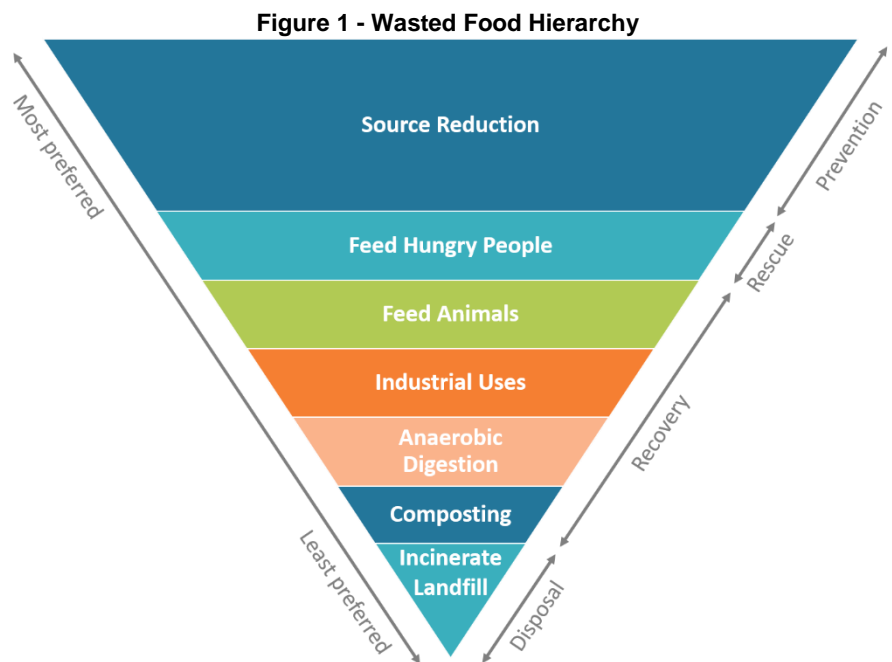 Figure 1 - Wasted Food Hierarchy
Most preferred
Source Reduction
Prevention
Feed Hungry People
Rescue
Feed Animals
Industrial Uses
Recovery
Anaerobic
Digestion
Composting
Least preferred
Incinerate
Landfill
Disposal